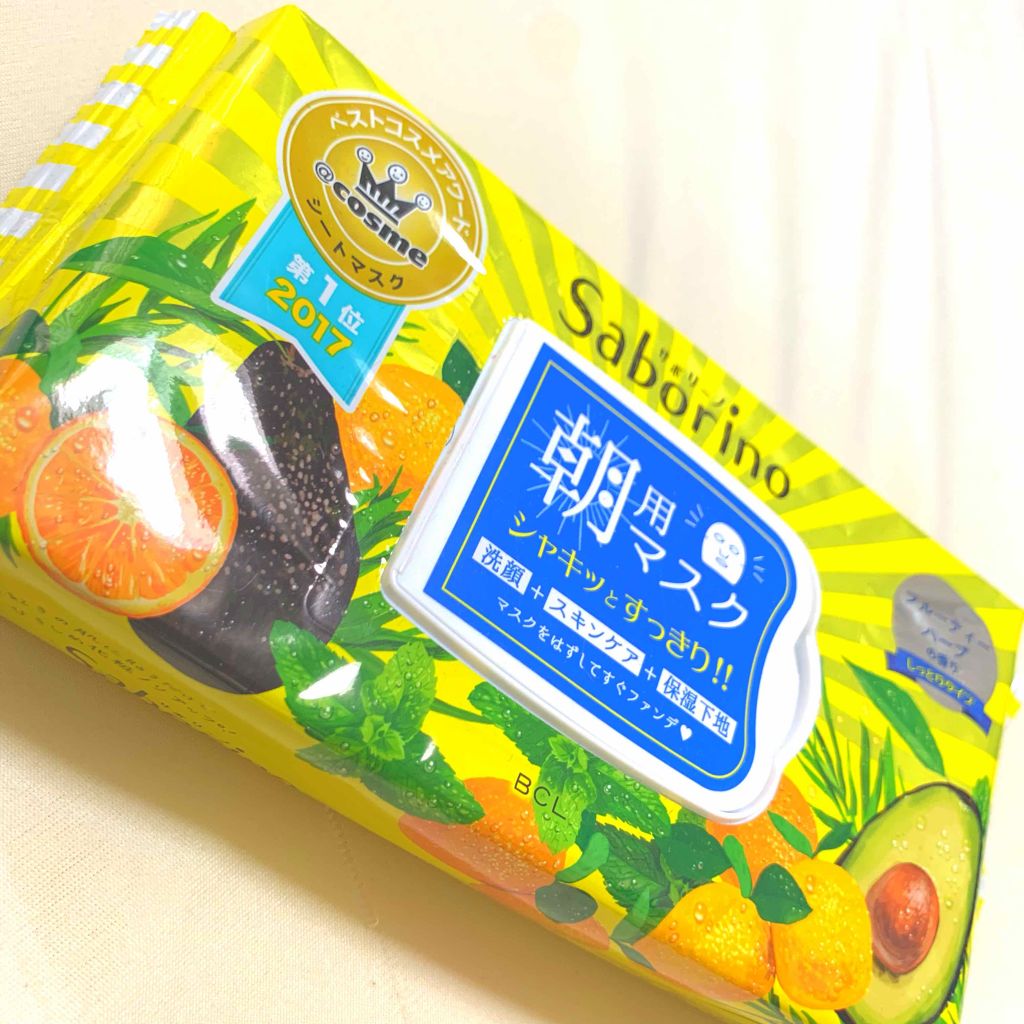 ベストコスメアワード
@cosme
シートマスク
第1位
2017
Saborino
サボリーノ
朝用マスク
シャキッとすっきり!!
洗顔+スキンケア+保湿下地
マスクをはずしてすぐファンデ♥
フルーティー
ハーブ
の香り
しっとりタイプ
BCL